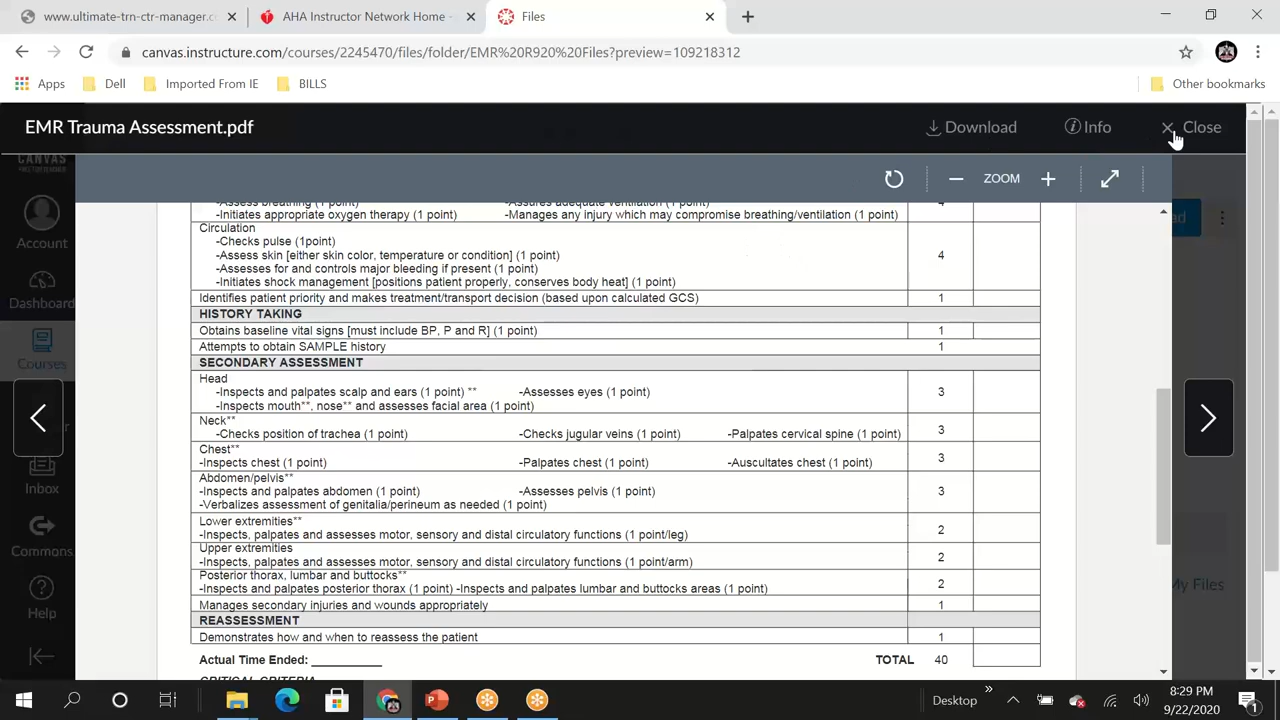 www.ultimate-trn-ctr-manager.c
AHA Instructor Network Home -
Files
canvas.instructure.com/courses/2245470/files/folder/EMR%20R920%20Files?preview=109218312
Apps
Dell
Imported From IE
BILLS
Other bookmarks
EMR Trauma Assessment.pdf
Download
Info
Close
ZOOM
Account
Dashboard
Courses
Inbox
Commons
Help
My Files
-Assess breathing (1 point) -Assures adequate ventilation (1 point) 4
-Initiates appropriate oxygen therapy (1 point) -Manages any injury which may compromise breathing/ventilation (1 point)
Circulation
-Checks pulse (1point)
-Assess skin [either skin color, temperature or condition] (1 point) 4
-Assesses for and controls major bleeding if present (1 point)
-Initiates shock management [positions patient properly, conserves body heat] (1 point)
Identifies patient priority and makes treatment/transport decision (based upon calculated GCS) 1
HISTORY TAKING
Obtains baseline vital signs [must include BP, P and R] (1 point) 1
Attempts to obtain SAMPLE history 1
SECONDARY ASSESSMENT
Head
-Inspects and palpates scalp and ears (1 point) ** -Assesses eyes (1 point) 3
-Inspects mouth**, nose** and assesses facial area (1 point)
Neck**
-Checks position of trachea (1 point) -Checks jugular veins (1 point) -Palpates cervical spine (1 point) 3
Chest**
-Inspects chest (1 point) -Palpates chest (1 point) -Auscultates chest (1 point) 3
Abdomen/pelvis**
-Inspects and palpates abdomen (1 point) -Assesses pelvis (1 point) 3
-Verbalizes assessment of genitalia/perineum as needed (1 point)
Lower extremities**
-Inspects, palpates and assesses motor, sensory and distal circulatory functions (1 point/leg) 2
Upper extremities
-Inspects, palpates and assesses motor, sensory and distal circulatory functions (1 point/arm) 2
Posterior thorax, lumbar and buttocks**
-Inspects and palpates posterior thorax (1 point) -Inspects and palpates lumbar and buttocks areas (1 point) 2
Manages secondary injuries and wounds appropriately 1
REASSESSMENT
Demonstrates how and when to reassess the patient 1
Actual Time Ended: __________ TOTAL 40
CRITICAL CRITERIA
Desktop
8:29 PM
9/22/2020
1